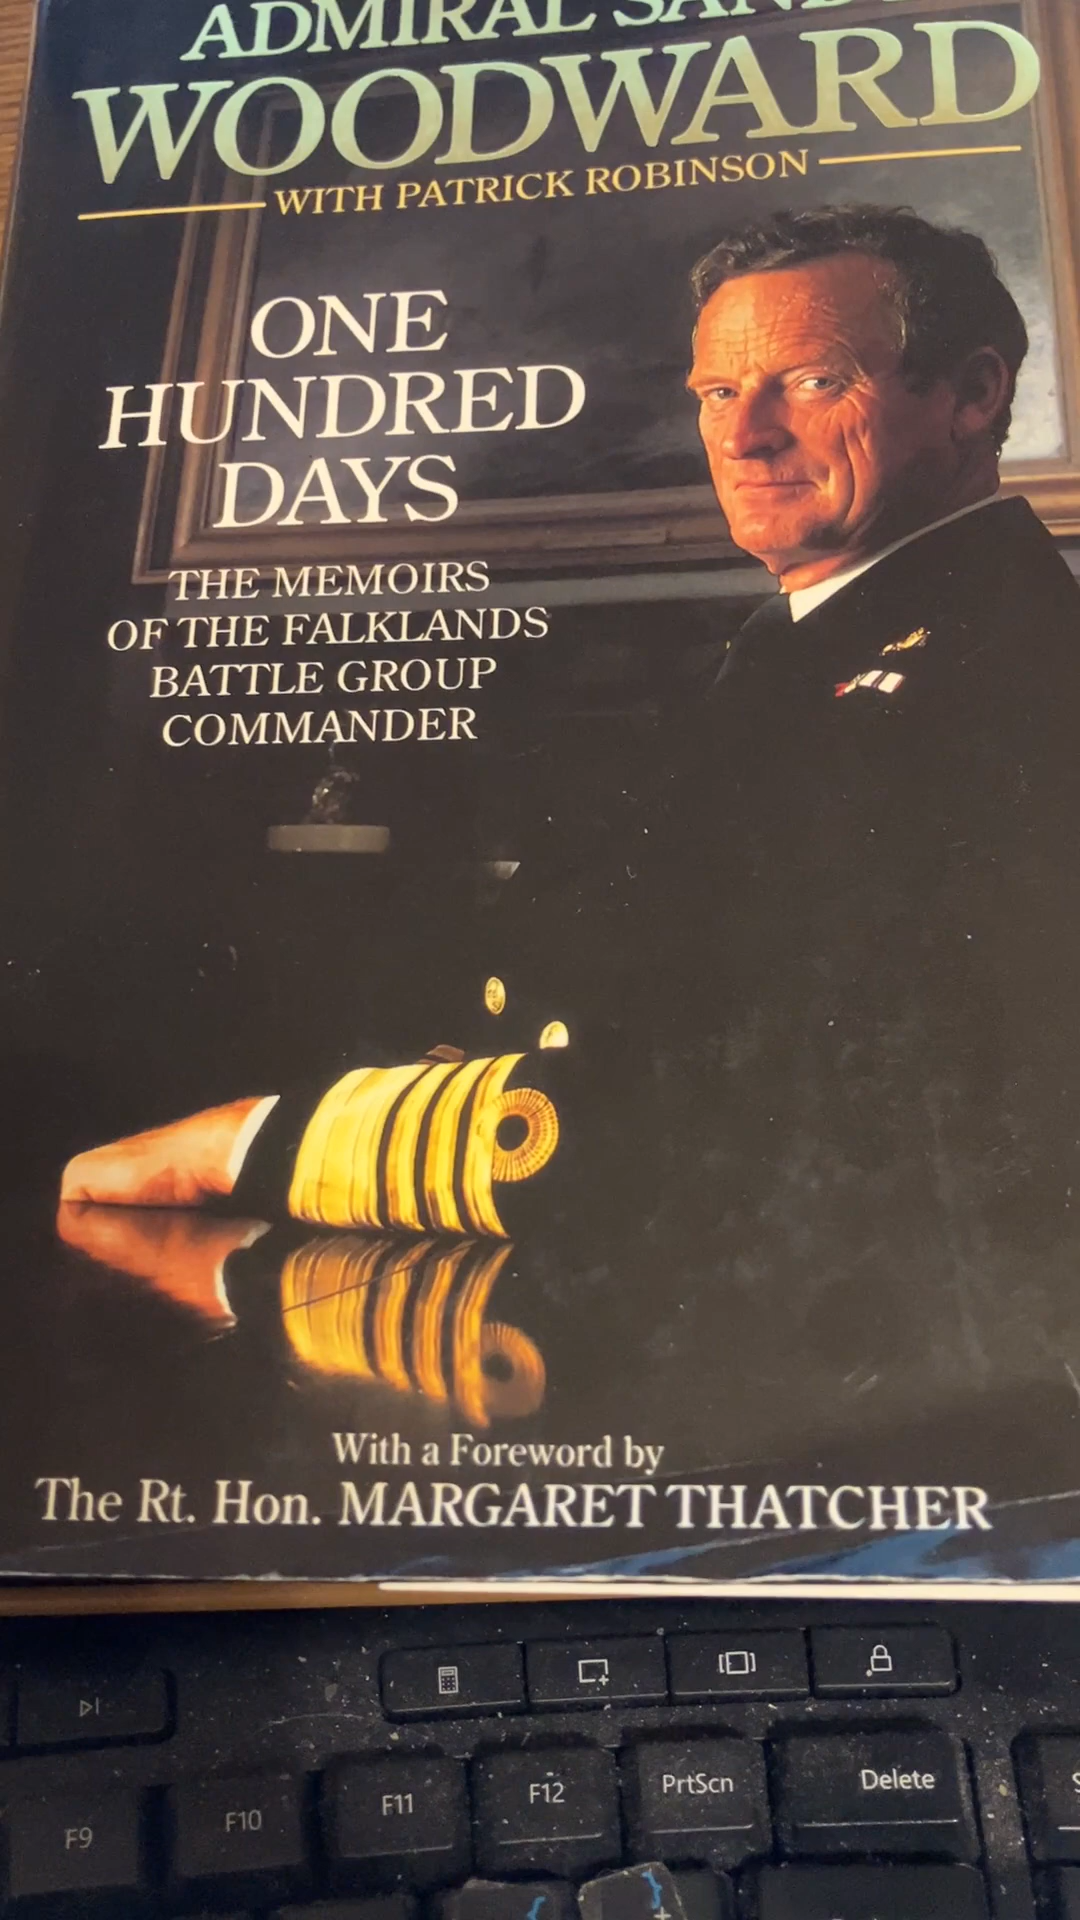 ADMIRAL SAND
WOODWARD
WITH PATRICK ROBINSON
ONE
HUNDRED
DAYS
THE MEMOIRS
OF THE FALKLANDS
BATTLE GROUP
COMMANDER
With a Foreword by
The Rt. Hon. MARGARET THATCHER
F9
F10
F11
F12
PrtScn
Delete
{
}
+